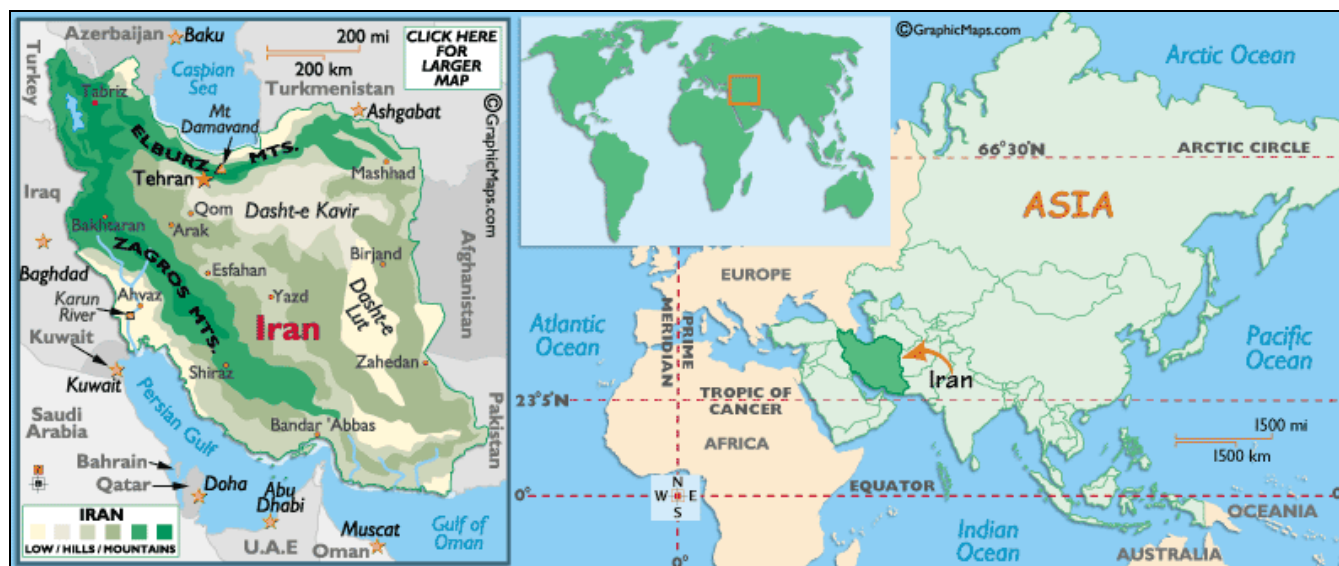 Azerbaijan
Baku
Turkey
Caspian
Sea
200 mi
200 km
CLICK HERE
FOR
LARGER
MAP
Turkmenistan
Tabriz
Mt
Damavand
Ashgabat
©GraphicMaps.com
ELBURZ MTS.
Tehran
Mashhad
Iraq
Qom
Dasht-e Kavir
Bakhtaran
Arak
ZAGROS MTS.
Birjand
Afghanistan
Baghdad
Esfahan
Karun
River
Ahvaz
Yazd
Dasht-e
Lut
Iran
Kuwait
Kuwait
Shiraz
Zahedan
Saudi
Arabia
Persian Gulf
Bandar 'Abbas
Pakistan
Bahrain
Qatar
Doha
Abu
Dhabi
N
IRAN
LOW / HILLS / MOUNTAINS
U.A.E
Muscat
Oman
Gulf of
Oman
©GraphicMaps.com
Arctic Ocean
66°30'N
ARCTIC CIRCLE
ASIA
EUROPE
Atlantic
Ocean
PRIME
MERIDIAN
Pacific
Ocean
Iran
23°5'N
TROPIC OF
CANCER
AFRICA
1500 mi
1500 km
N
W E
S
0°
EQUATOR
0°
OCEANIA
Indian
Ocean
AUSTRALIA
0°